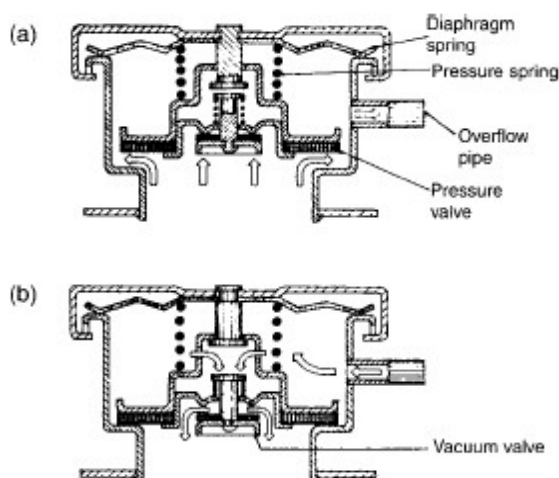 (a)
Diaphragm
spring
Pressure spring
Overflow
pipe
Pressure
valve
(b)
Vacuum valve